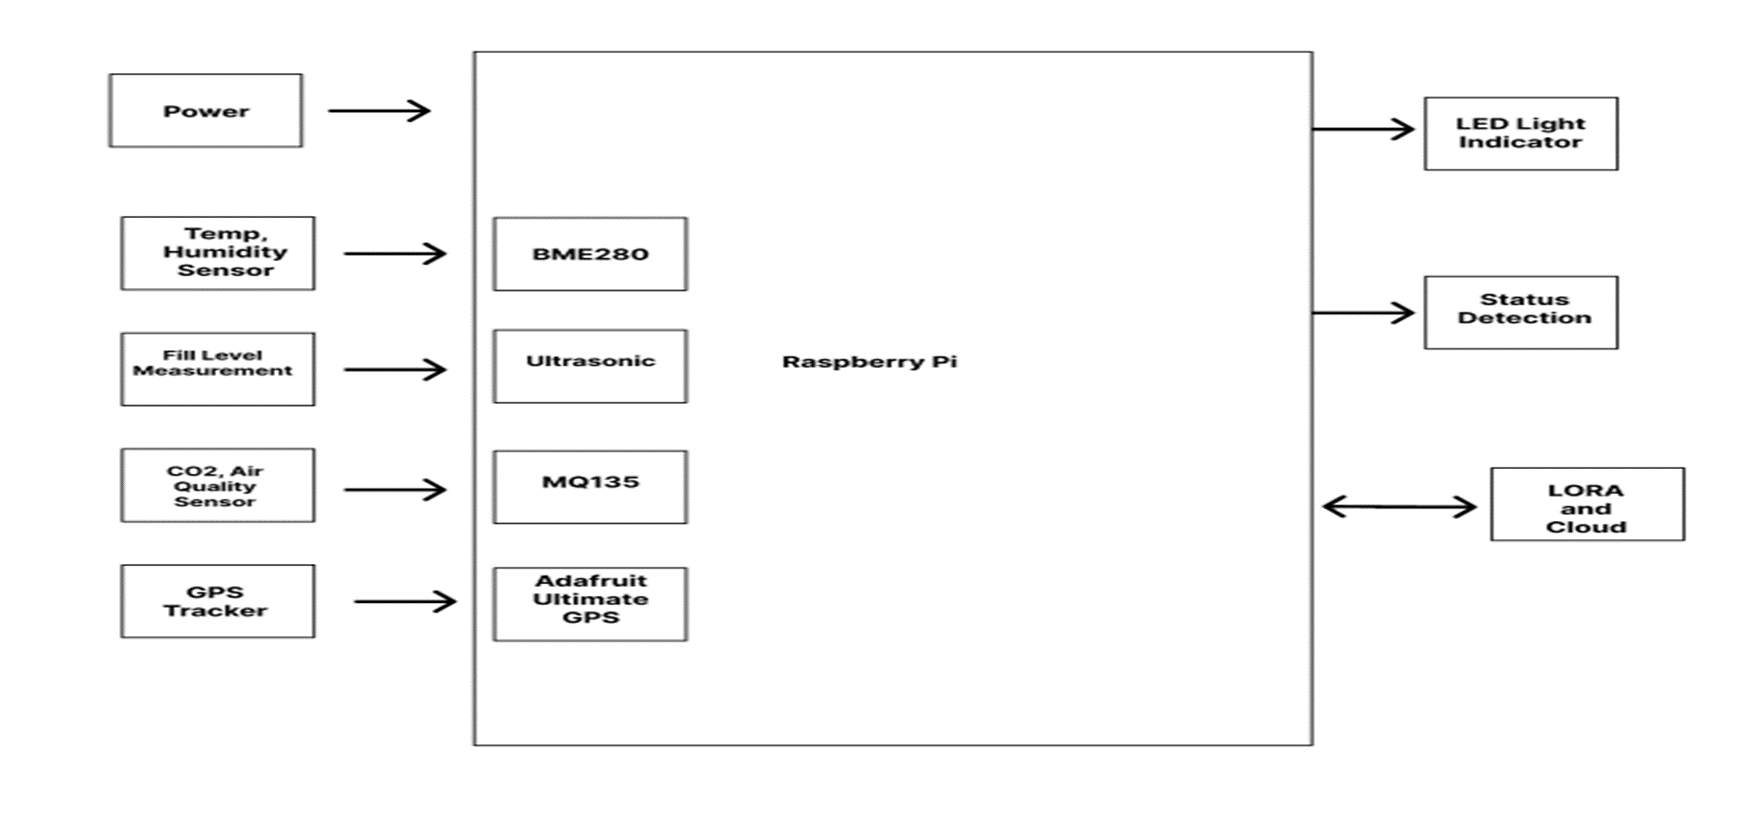 Power
Temp,
Humidity
Sensor
Fill Level
Measurement
CO2, Air
Quality
Sensor
GPS
Tracker
BME280
Ultrasonic
MQ135
Adafruit
Ultimate
GPS
Raspberry Pi
LED Light
Indicator
Status
Detection
LORA
and
Cloud